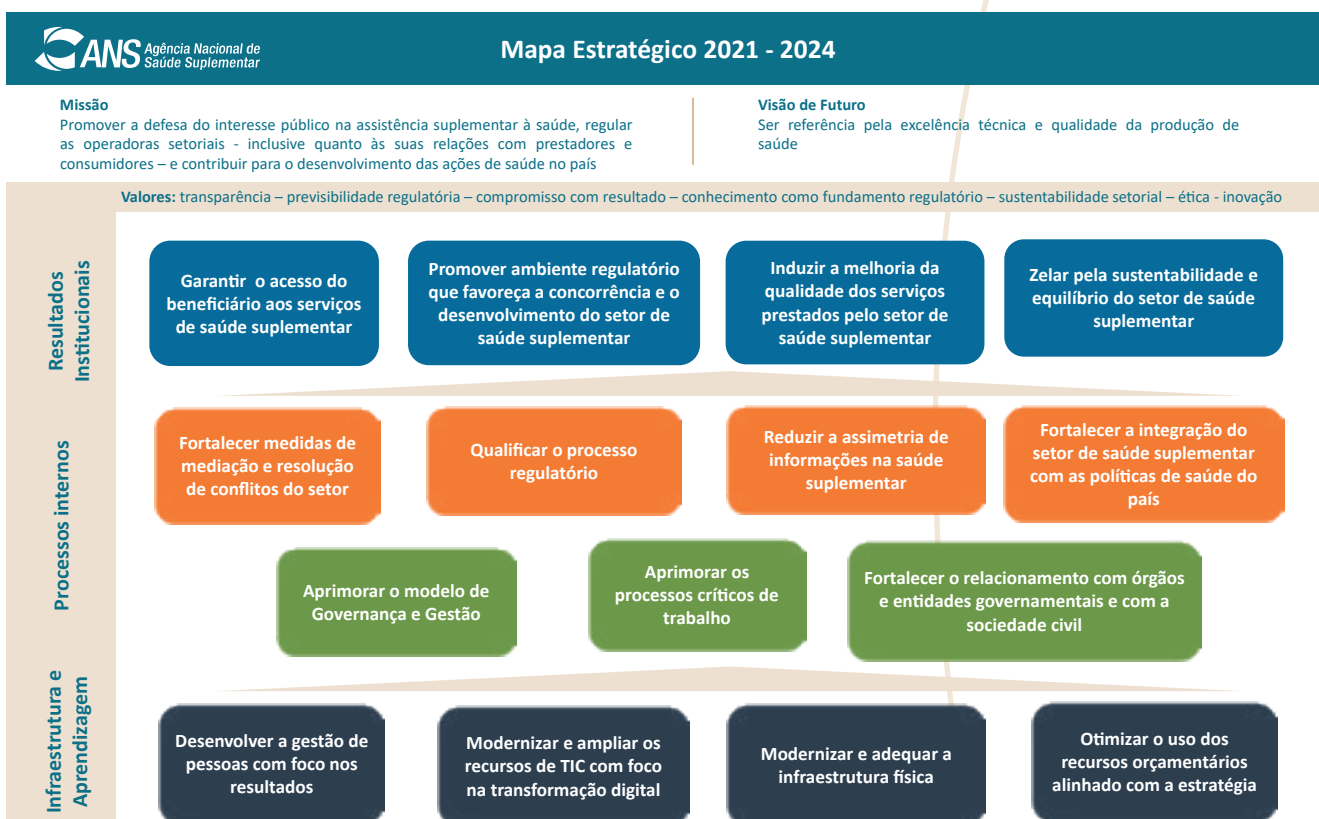 ANS Agência Nacional de
Saúde Suplementar
Mapa Estratégico 2021 - 2024
Missão
Promover a defesa do interesse público na assistência suplementar à saúde, regular
as operadoras setoriais - inclusive quanto às suas relações com prestadores e
consumidores – e contribuir para o desenvolvimento das ações de saúde no país
Visão de Futuro
Ser referência pela excelência técnica e qualidade da produção de
saúde
Valores: transparência – previsibilidade regulatória – compromisso com resultado – conhecimento como fundamento regulatório – sustentabilidade setorial – ética - inovação
Resultados
Institucionais
Garantir o acesso do
beneficiário aos serviços
de saúde suplementar
Promover ambiente regulatório
que favoreça a concorrência e o
desenvolvimento do setor de
saúde suplementar
Induzir a melhoria da
qualidade dos serviços
prestados pelo setor de
saúde suplementar
Zelar pela sustentabilidade e
equilíbrio do setor de saúde
suplementar
Processos internos
Fortalecer medidas de
mediação e resolução
de conflitos do setor
Qualificar o processo
regulatório
Reduzir a assimetria de
informações na saúde
suplementar
Fortalecer a integração do
setor de saúde suplementar
com as políticas de saúde do
país
Aprimorar o modelo de
Governança e Gestão
Aprimorar os
processos críticos de
trabalho
Fortalecer o relacionamento com órgãos
e entidades governamentais e com a
sociedade civil
Infraestrutura e
Aprendizagem
Desenvolver a gestão de
pessoas com foco nos
resultados
Modernizar e ampliar os
recursos de TIC com foco
na transformação digital
Modernizar e adequar a
infraestrutura física
Otimizar o uso dos
recursos orçamentários
alinhado com a estratégia